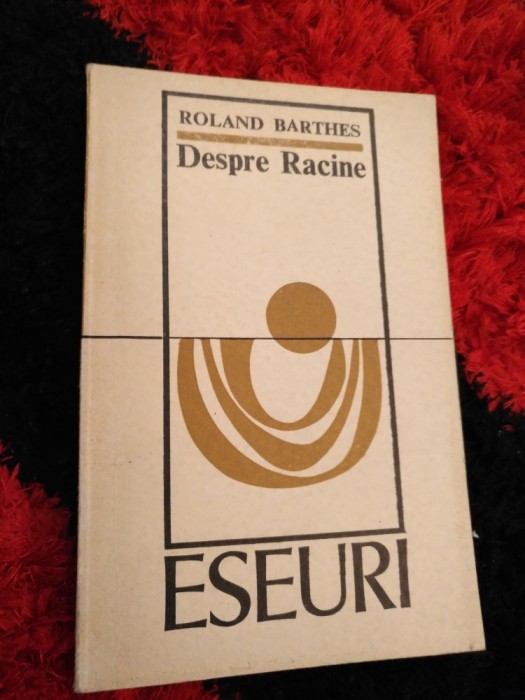 ROLAND BARTHES
Despre Racine
ESEURI